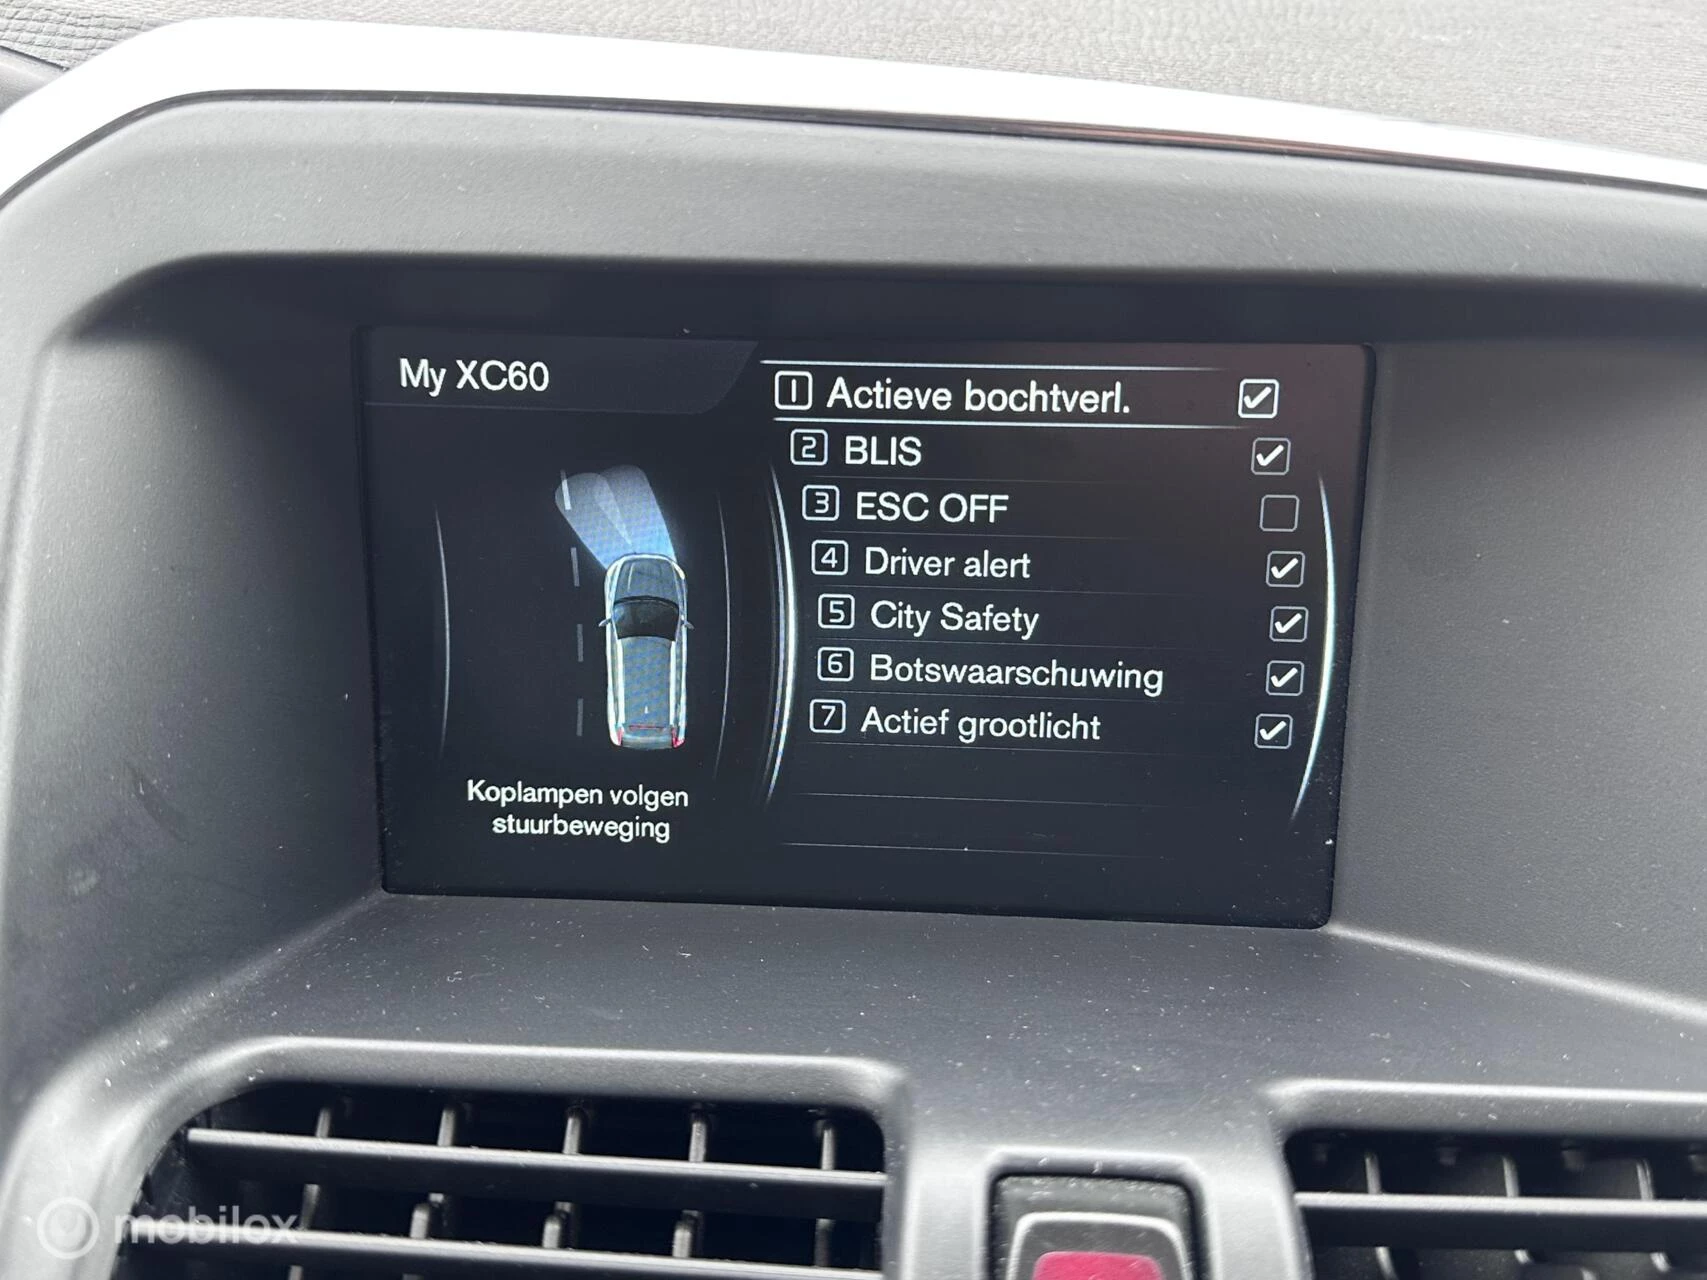 My XC60
1 Actieve bochtverl.
2 BLIS
3 ESC OFF
4 Driver alert
5 City Safety
6 Botswaarschuwing
7 Actief grootlicht
Koplampen volgen
stuurbeweging
mobilox